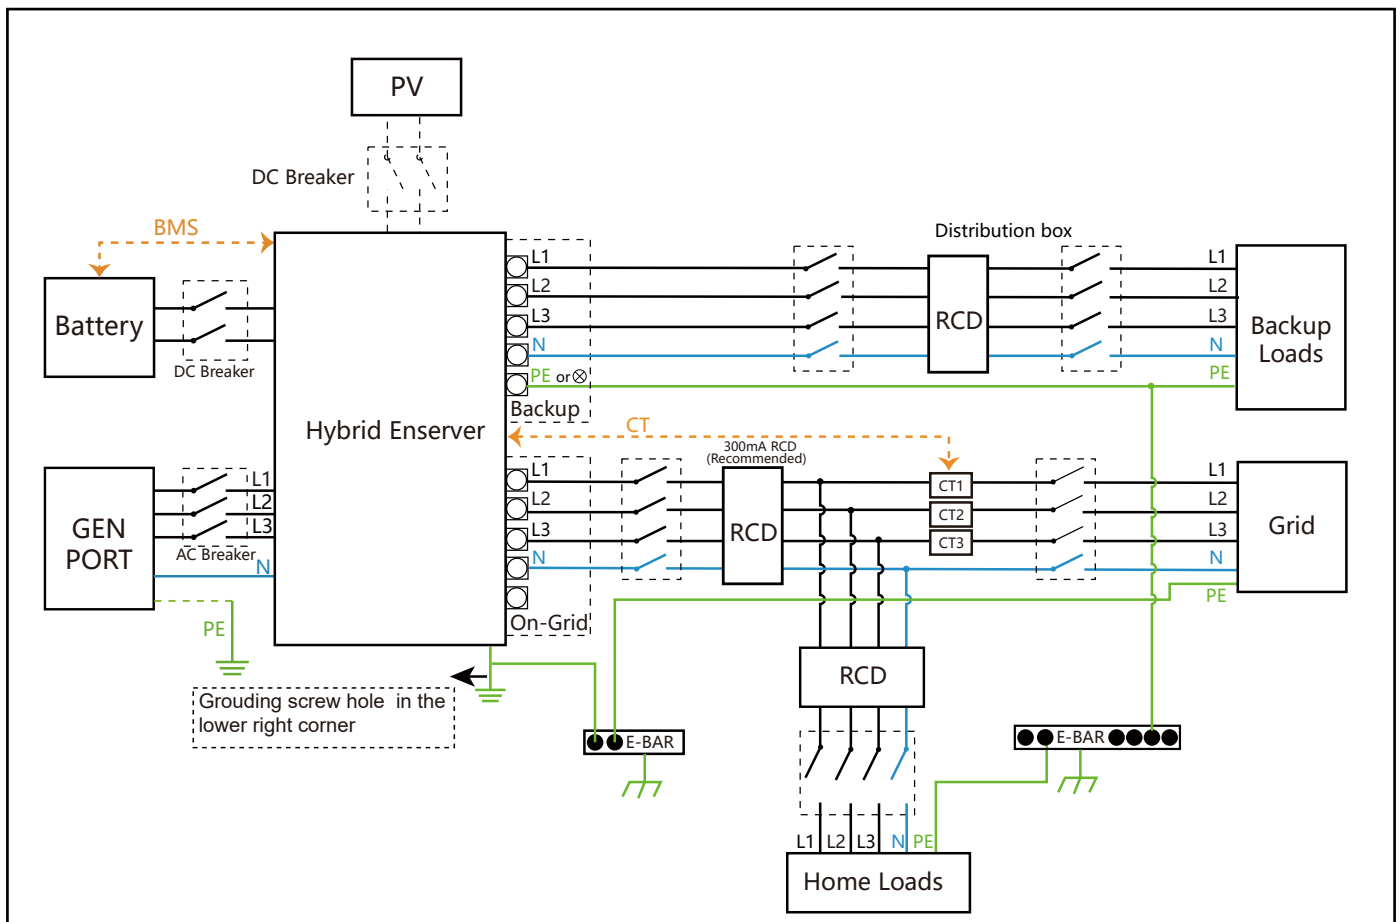 PV
DC Breaker
BMS
Distribution box
Battery
DC Breaker
Hybrid Enserver
L1
L2
L3
N
PE or⊗
Backup
RCD
L1
L2
L3
N
PE
Backup
Loads
CT
300mA RCD
(Recommended)
GEN
PORT
L1
L2
L3
AC Breaker
N
PE
L1
L2
L3
N
On-Grid
RCD
CT1
CT2
CT3
L1
L2
L3
N
PE
Grid
Grounding screw hole in the
lower right corner
RCD
E-BAR
E-BAR
L1
L2
L3
N
PE
Home Loads